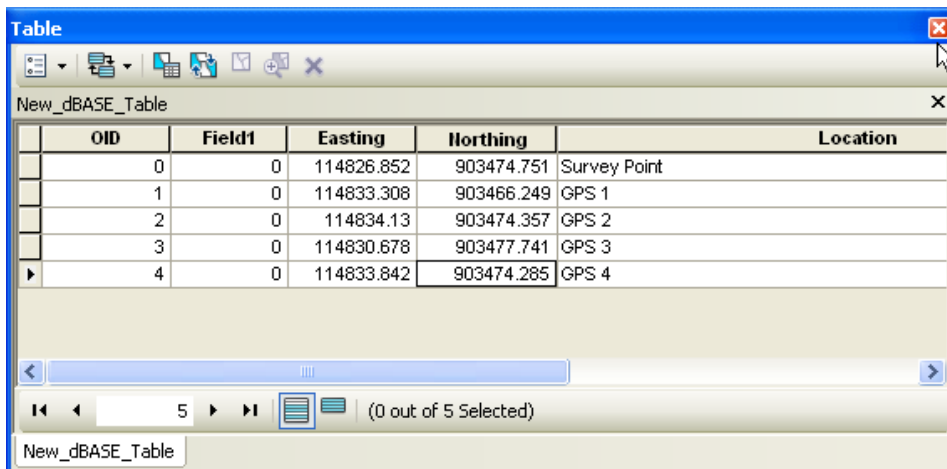 Table
New_dBASE_Table
OID Field1 Easting Northing Location
0 0 114826.852 903474.751 Survey Point
1 0 114833.308 903466.249 GPS 1
2 0 114834.13 903474.357 GPS 2
3 0 114830.678 903477.741 GPS 3
4 0 114833.842 903474.285 GPS 4
5 (0 out of 5 Selected)
New_dBASE_Table